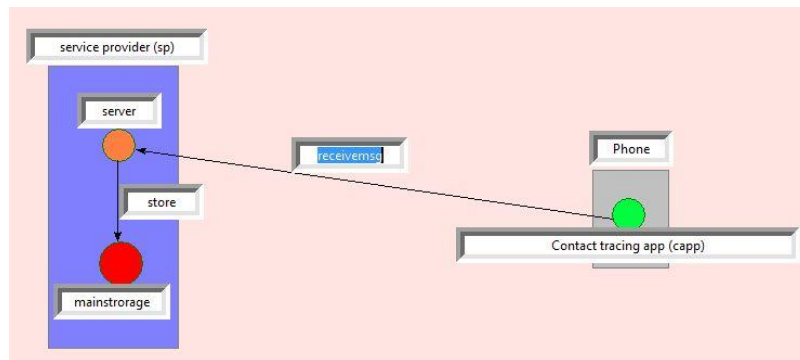 service provider (sp)
server
receivemsg
Phone
store
Contact tracing app (capp)
mainstrorage